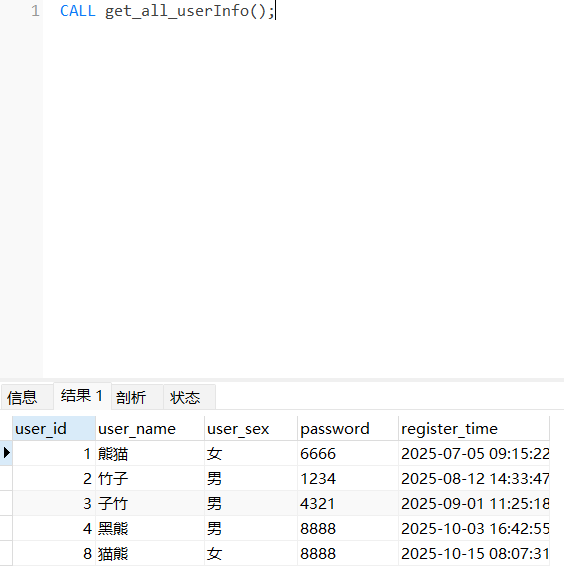 1 CALL get_all_userInfo();
信息 结果 1 剖析 状态
user_id user_name user_sex password register_time
1 熊猫 女 6666 2025-07-05 09:15:22
2 竹子 男 1234 2025-08-12 14:33:47
3 子竹 男 4321 2025-09-01 11:25:18
4 黑熊 男 8888 2025-10-03 16:42:55
8 猫熊 女 8888 2025-10-15 08:07:31